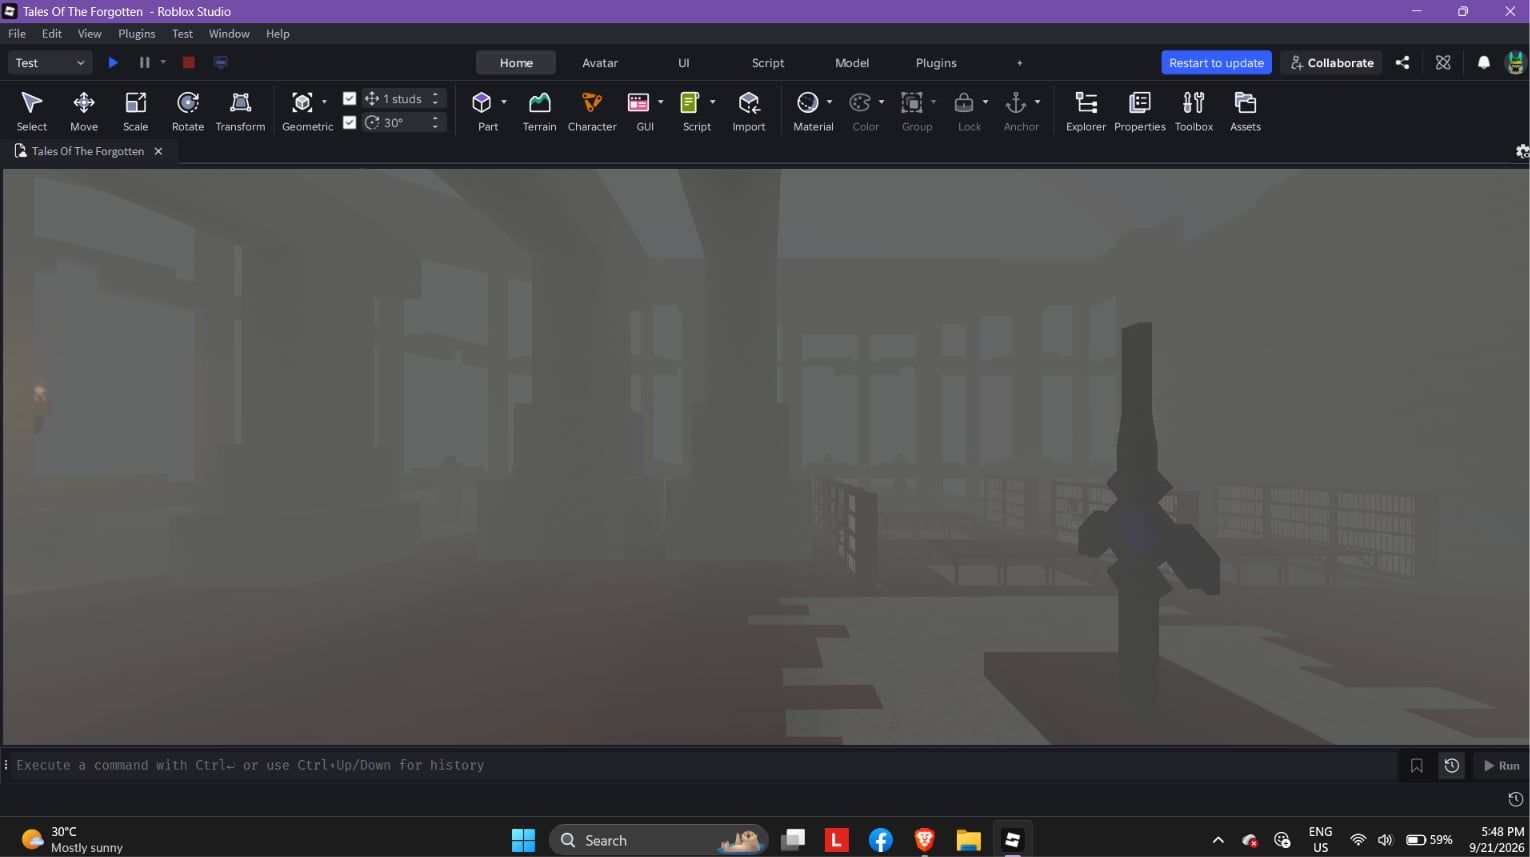 Tales Of The Forgotten - Roblox Studio
File Edit View Plugins Test Window Help
Test Home Avatar UI Script Model Plugins + Restart to update Collaborate
1 studs
30°
Select Move Scale Rotate Transform Geometric Part Terrain Character GUI Script Import Material Color Group Lock Anchor Explorer Properties Toolbox Assets
Tales Of The Forgotten
Execute a command with Ctrl↵ or use Ctrl+Up/Down for history Run
30°C
Mostly sunny
Search
L
ENG
US
59%
5:48 PM
9/21/2026